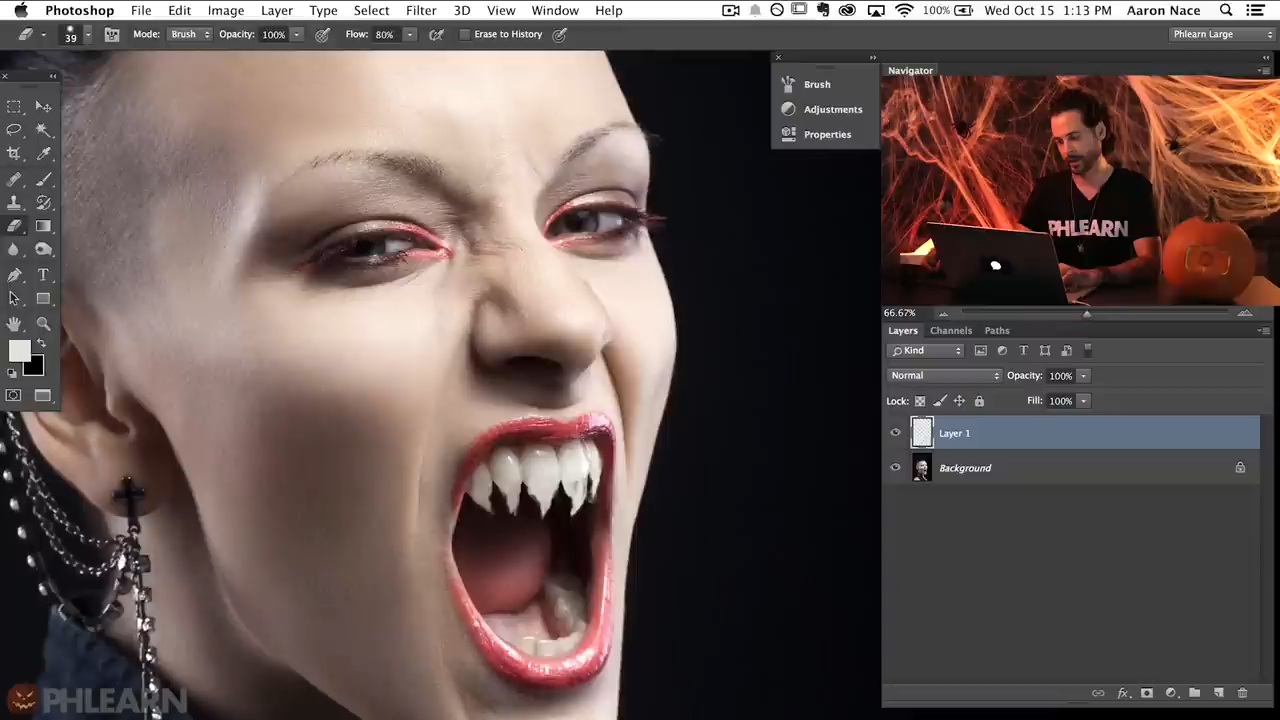 Photoshop File Edit Image Layer Type Select Filter 3D View Window Help 100% Wed Oct 15 1:13 PM Aaron Nace
39 Mode: Brush Opacity: 100% Flow: 80% Erase to History Phlearn Large
Navigator
Brush
Adjustments
Properties
PHLEARN
66.67%
Layers Channels Paths
Kind
Normal Opacity: 100%
Lock: Fill: 100%
Layer 1
Background
T
PHLEARN